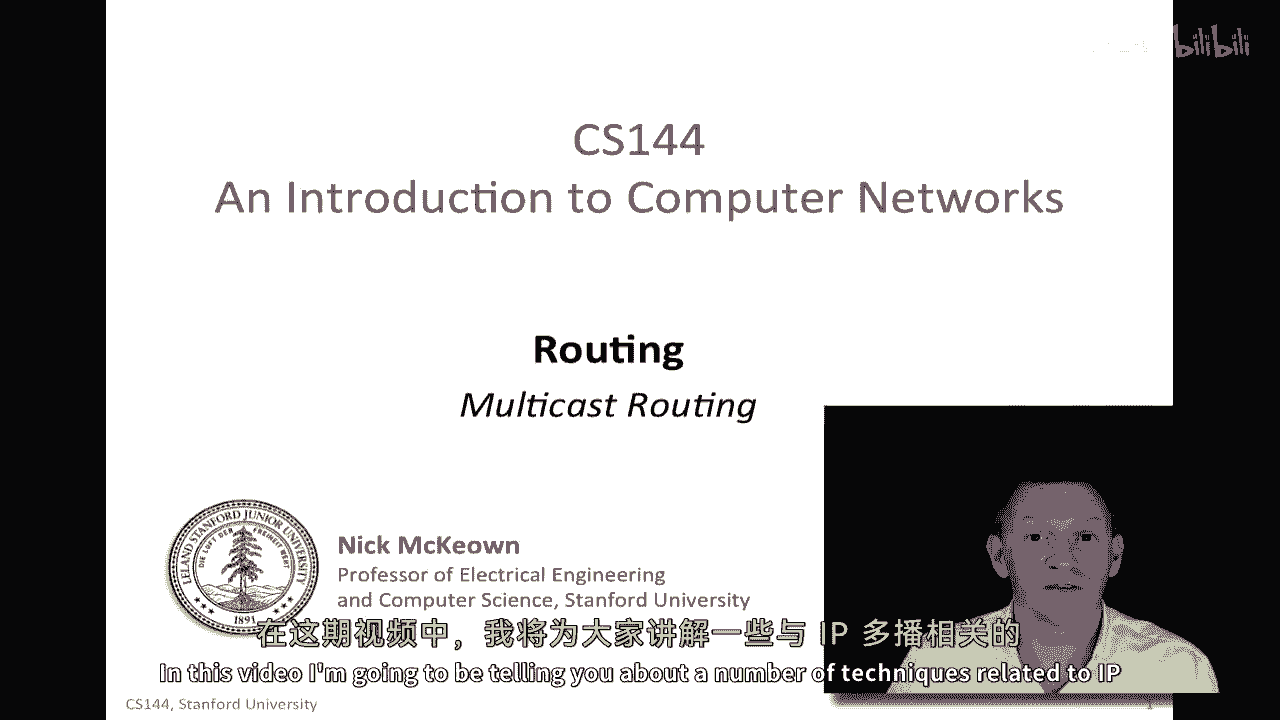 bilibili
CS144
An Introduction to Computer Networks
Routing
Multicast Routing
LELAND STANFORD JUNIOR UNIVERSITY
DIE LUFT DER FREIHEIT WEHT
1891
Nick McKeown
Professor of Electrical Engineering
and Computer Science, Stanford University
在这期视频中，我将为大家讲解一些与 IP 多播相关的
In this video I'm going to be telling you about a number of techniques related to IP
CS144, Stanford University
1